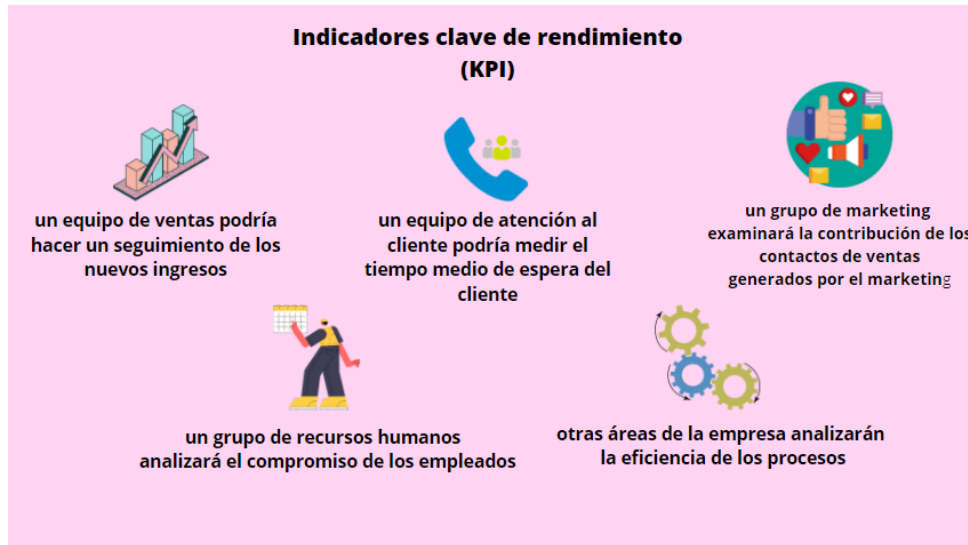 Indicadores clave de rendimiento
(KPI)
un equipo de ventas podría
hacer un seguimiento de los
nuevos ingresos
un equipo de atención al
cliente podría medir el
tiempo medio de espera del
cliente
un grupo de marketing
examinará la contribución de los
contactos de ventas
generados por el marketing
un grupo de recursos humanos
analizará el compromiso de los empleados
otras áreas de la empresa analizarán
la eficiencia de los procesos